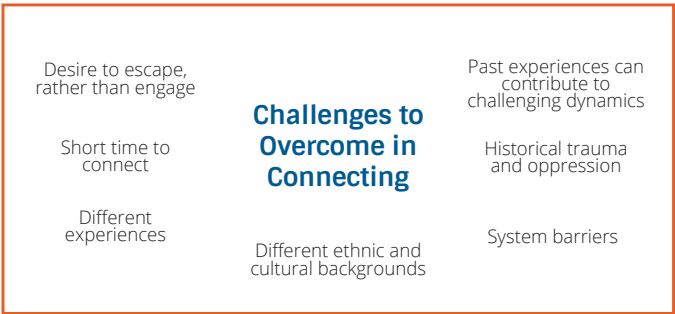 Desire to escape,
rather than engage
Short time to
connect
Different
experiences
Challenges to
Overcome in
Connecting
Different ethnic and
cultural backgrounds
Past experiences can
contribute to
challenging dynamics
Historical trauma
and oppression
System barriers